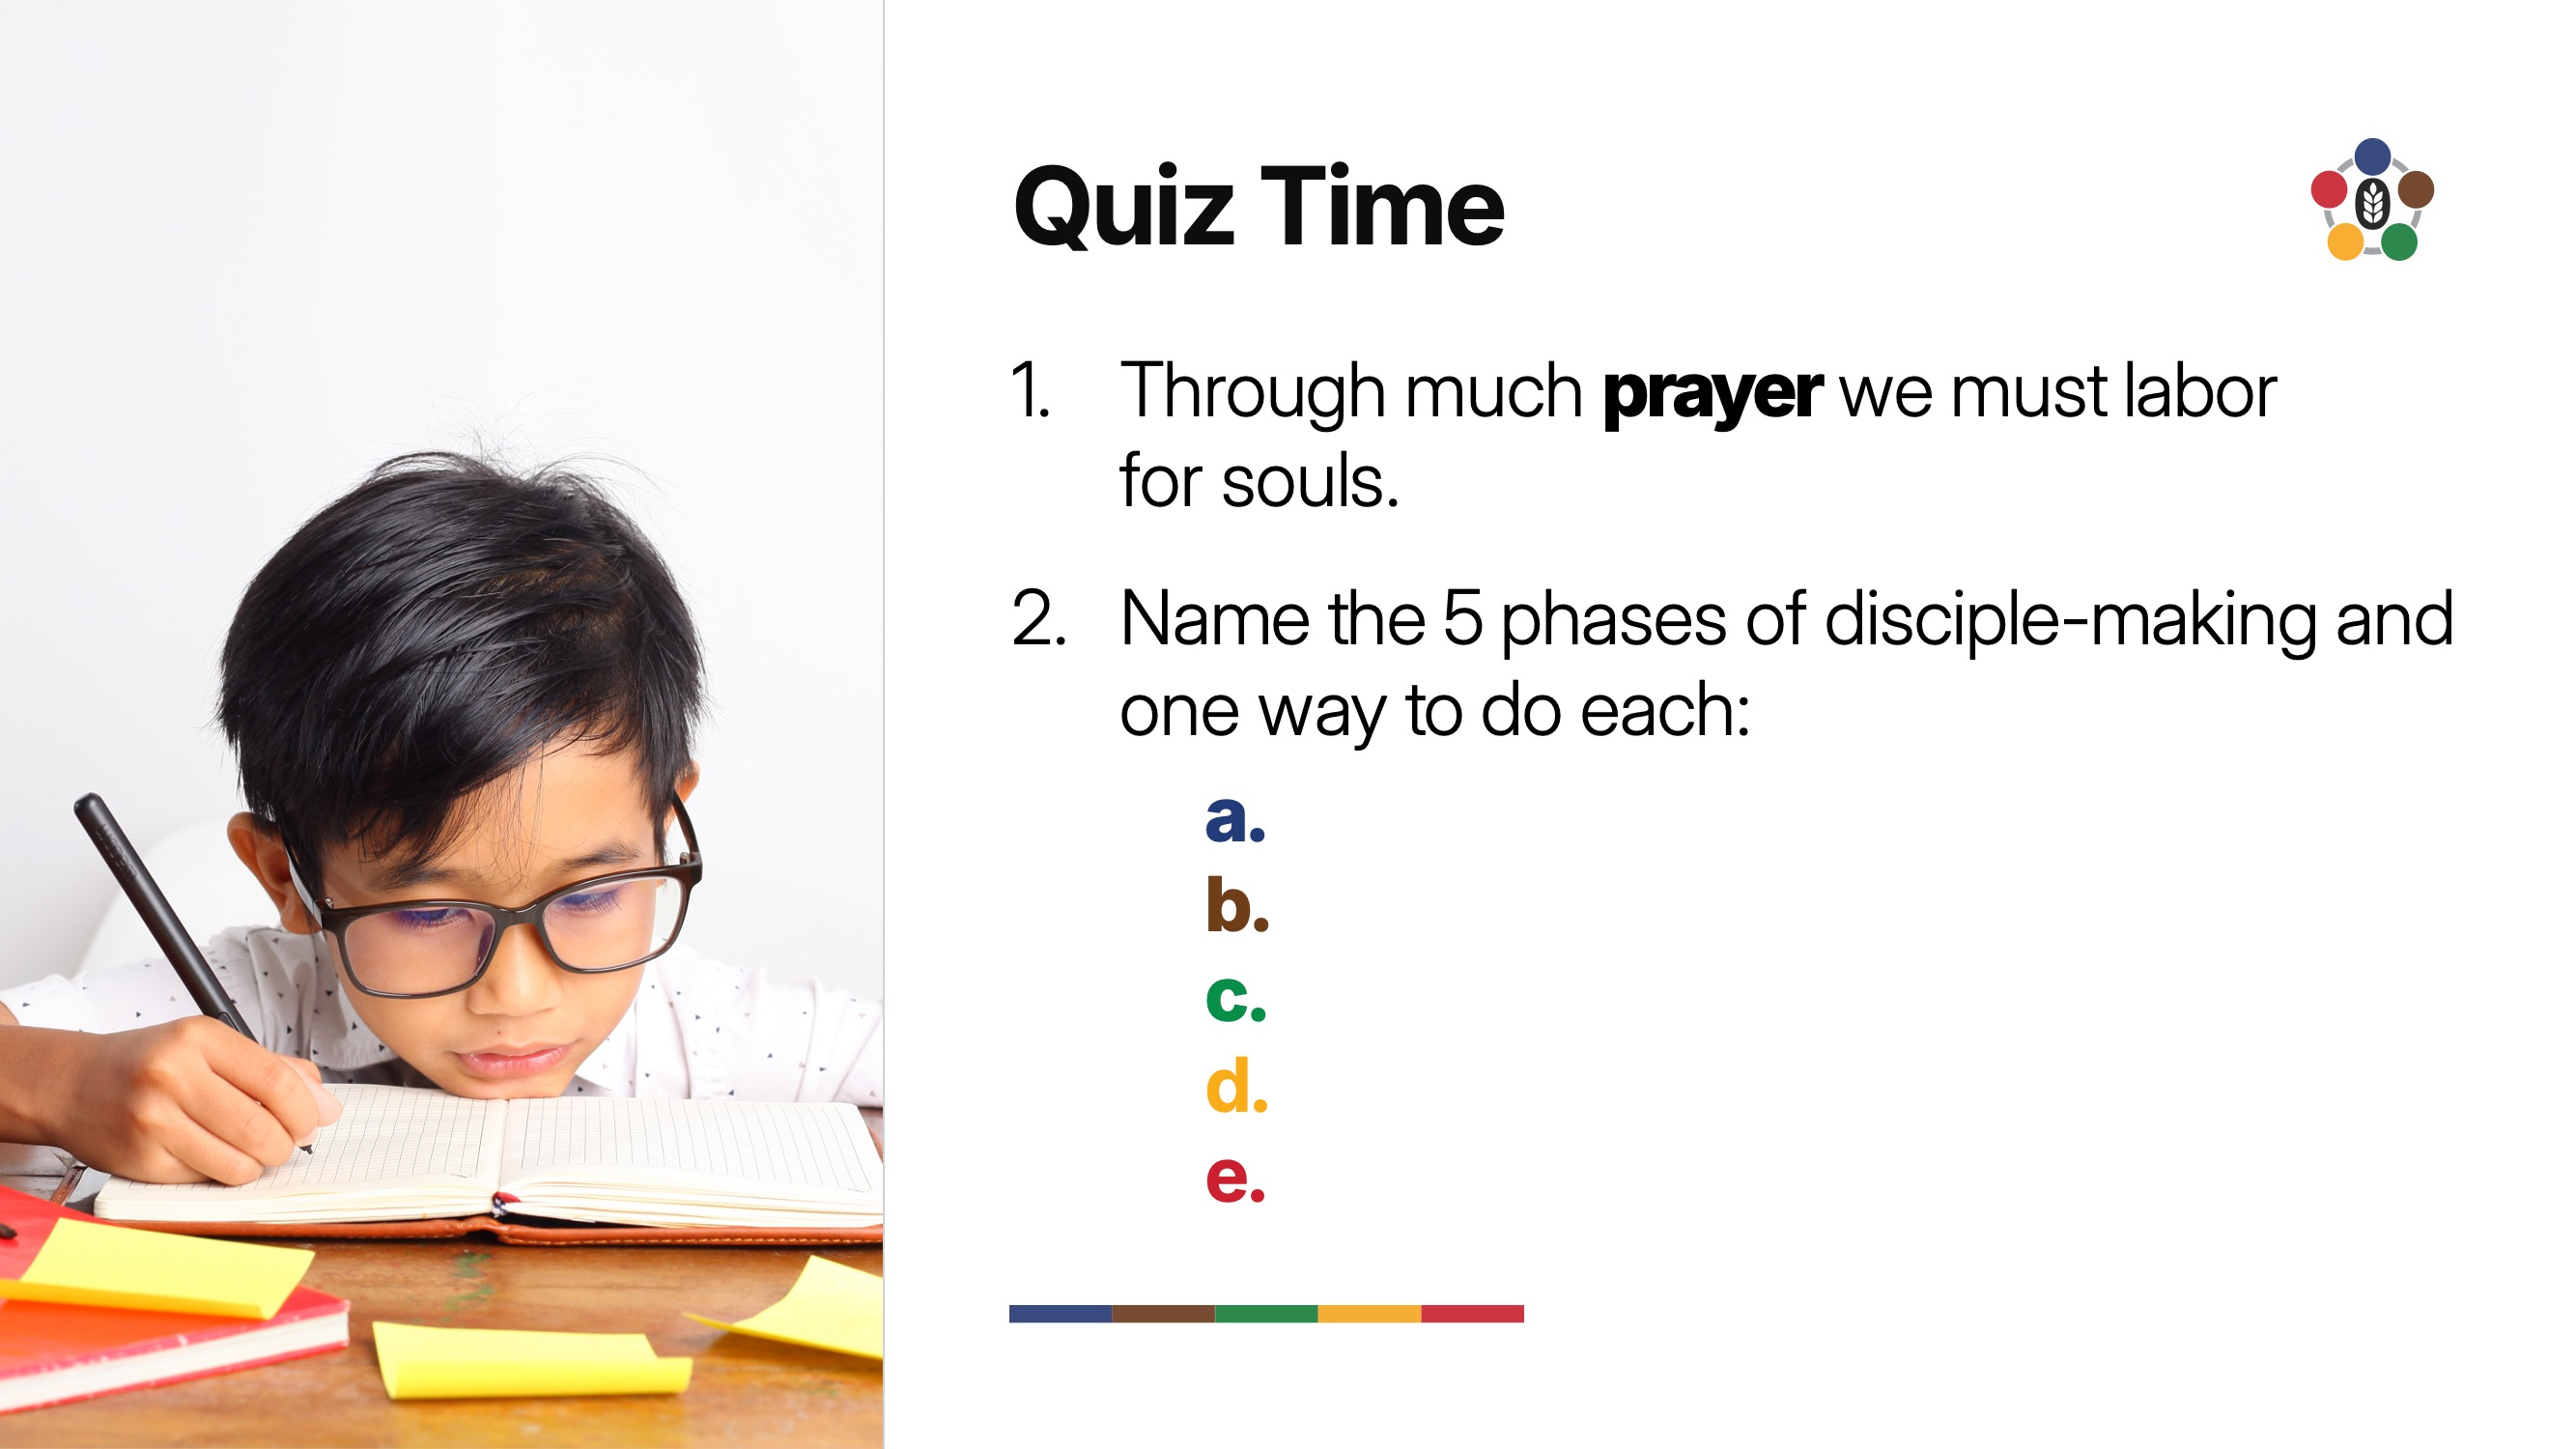 Quiz Time
1. Through much prayer we must labor
for souls.
2. Name the 5 phases of disciple-making and
one way to do each:
a.
b.
c.
d.
e.